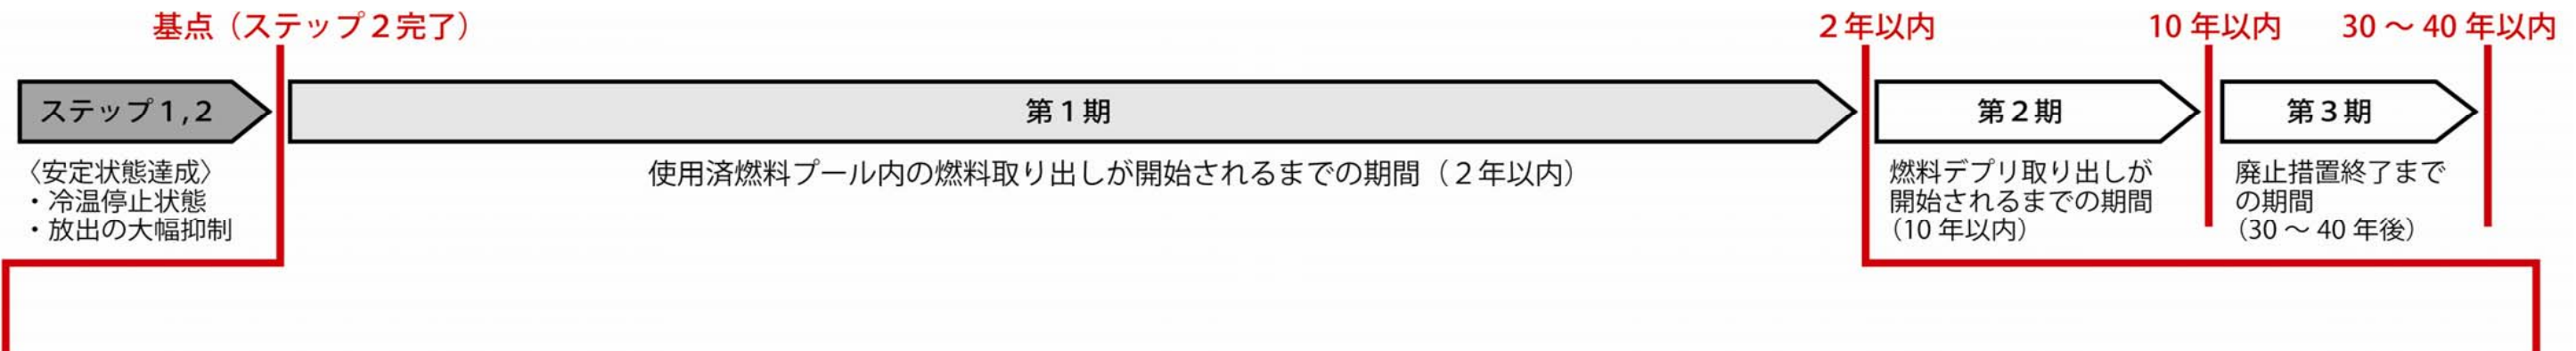 基点（ステップ２完了）
２年以内
10 年以内
30 ～ 40 年以内
ステップ１,２
第１期
第２期
第３期
〈安定状態達成〉
・冷温停止状態
・放出の大幅抑制
使用済燃料プール内の燃料取り出しが開始されるまでの期間（２年以内）
燃料デプリ取り出しが
開始されるまでの期間
（10 年以内）
廃止措置終了まで
の期間
（30 ～ 40 年後）